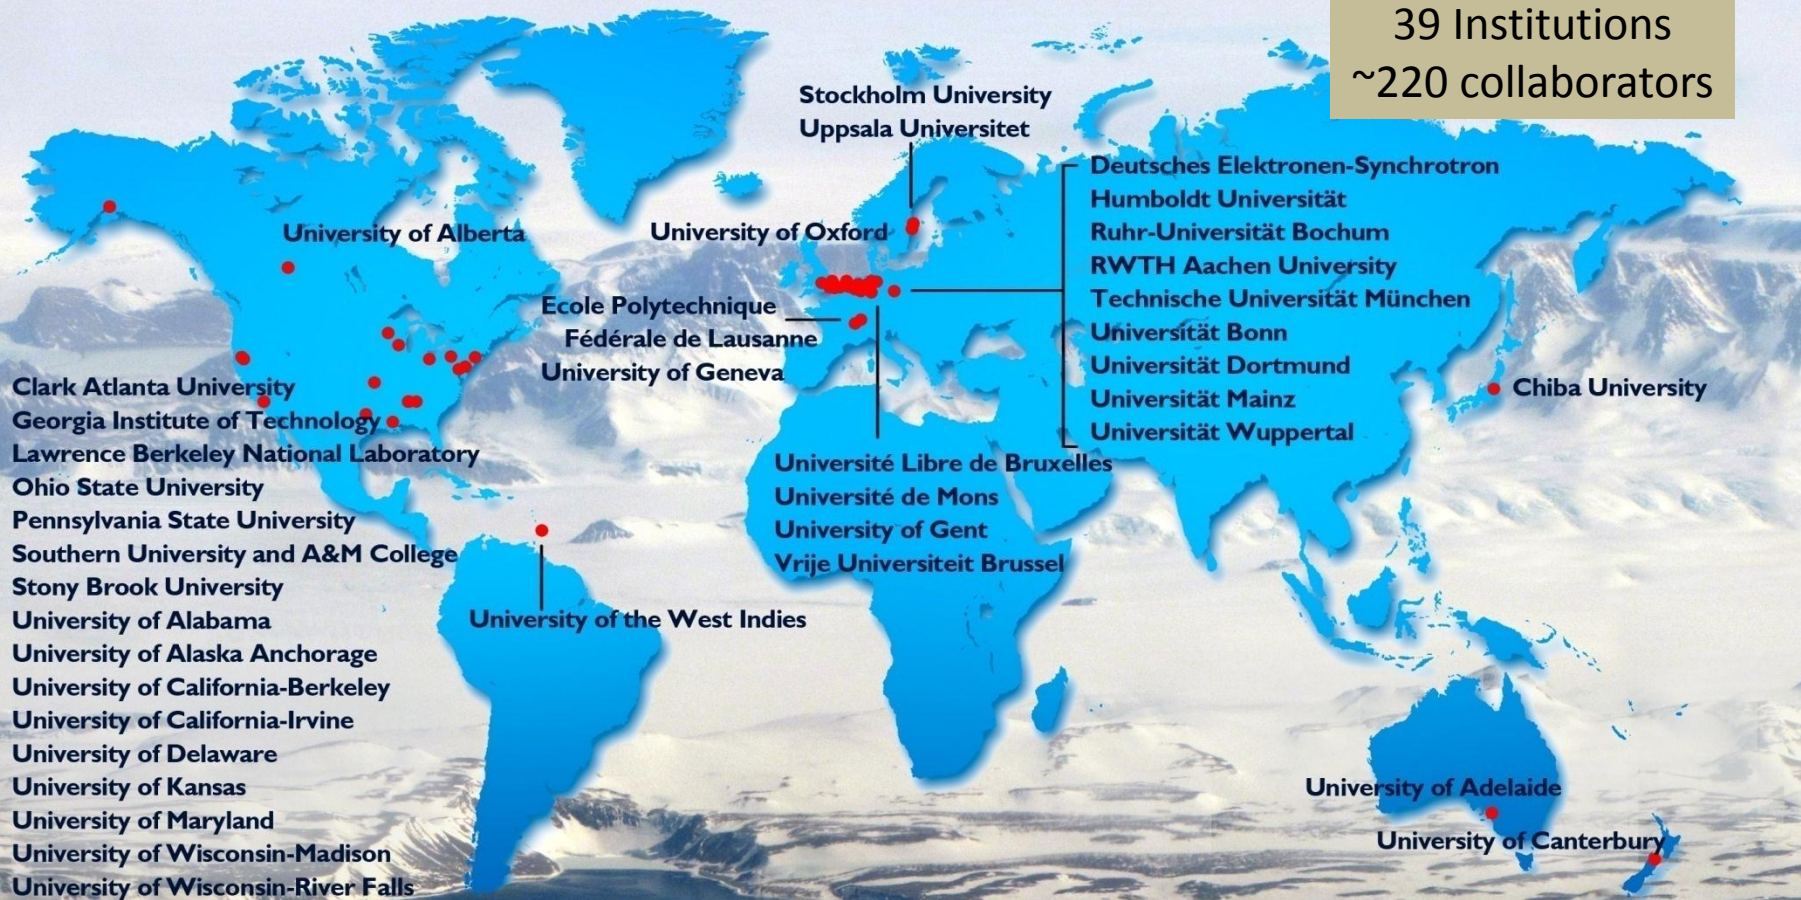 39 Institutions
~220 collaborators
Stockholm University
Uppsala Universitet
Deutsches Elektronen-Synchrotron
Humboldt Universität
Ruhr-Universität Bochum
RWTH Aachen University
Technische Universität München
Universität Bonn
Universität Dortmund
Universität Mainz
Universität Wuppertal
University of Alberta
University of Oxford
Ecole Polytechnique
Fédérale de Lausanne
University of Geneva
Chiba University
Clark Atlanta University
Georgia Institute of Technology
Lawrence Berkeley National Laboratory
Ohio State University
Pennsylvania State University
Southern University and A&M College
Stony Brook University
University of Alabama
University of Alaska Anchorage
University of California-Berkeley
University of California-Irvine
University of Delaware
University of Kansas
University of Maryland
University of Wisconsin-Madison
University of Wisconsin-River Falls
Université Libre de Bruxelles
Université de Mons
University of Gent
Vrije Universiteit Brussel
University of the West Indies
University of Adelaide
University of Canterbury